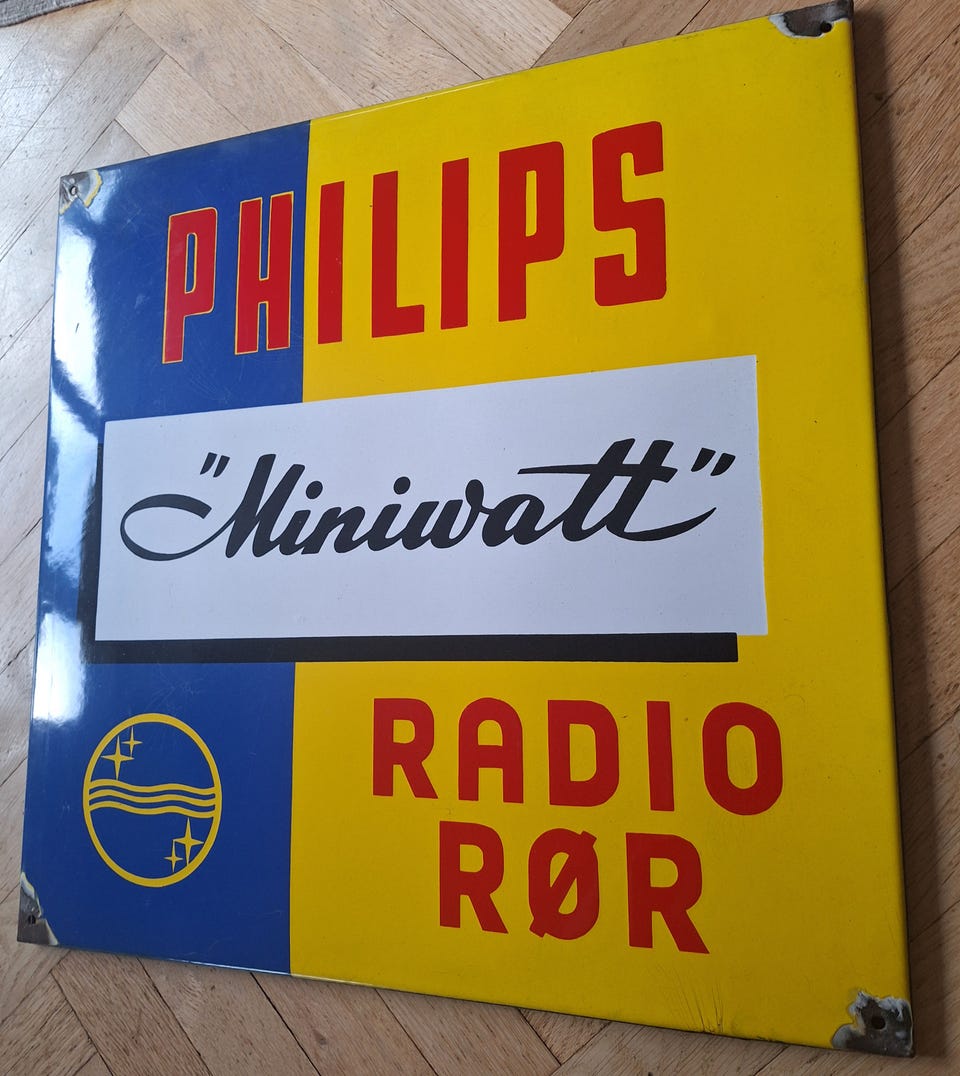 PHILIPS
"Miniwatt"
RADIO
RØR